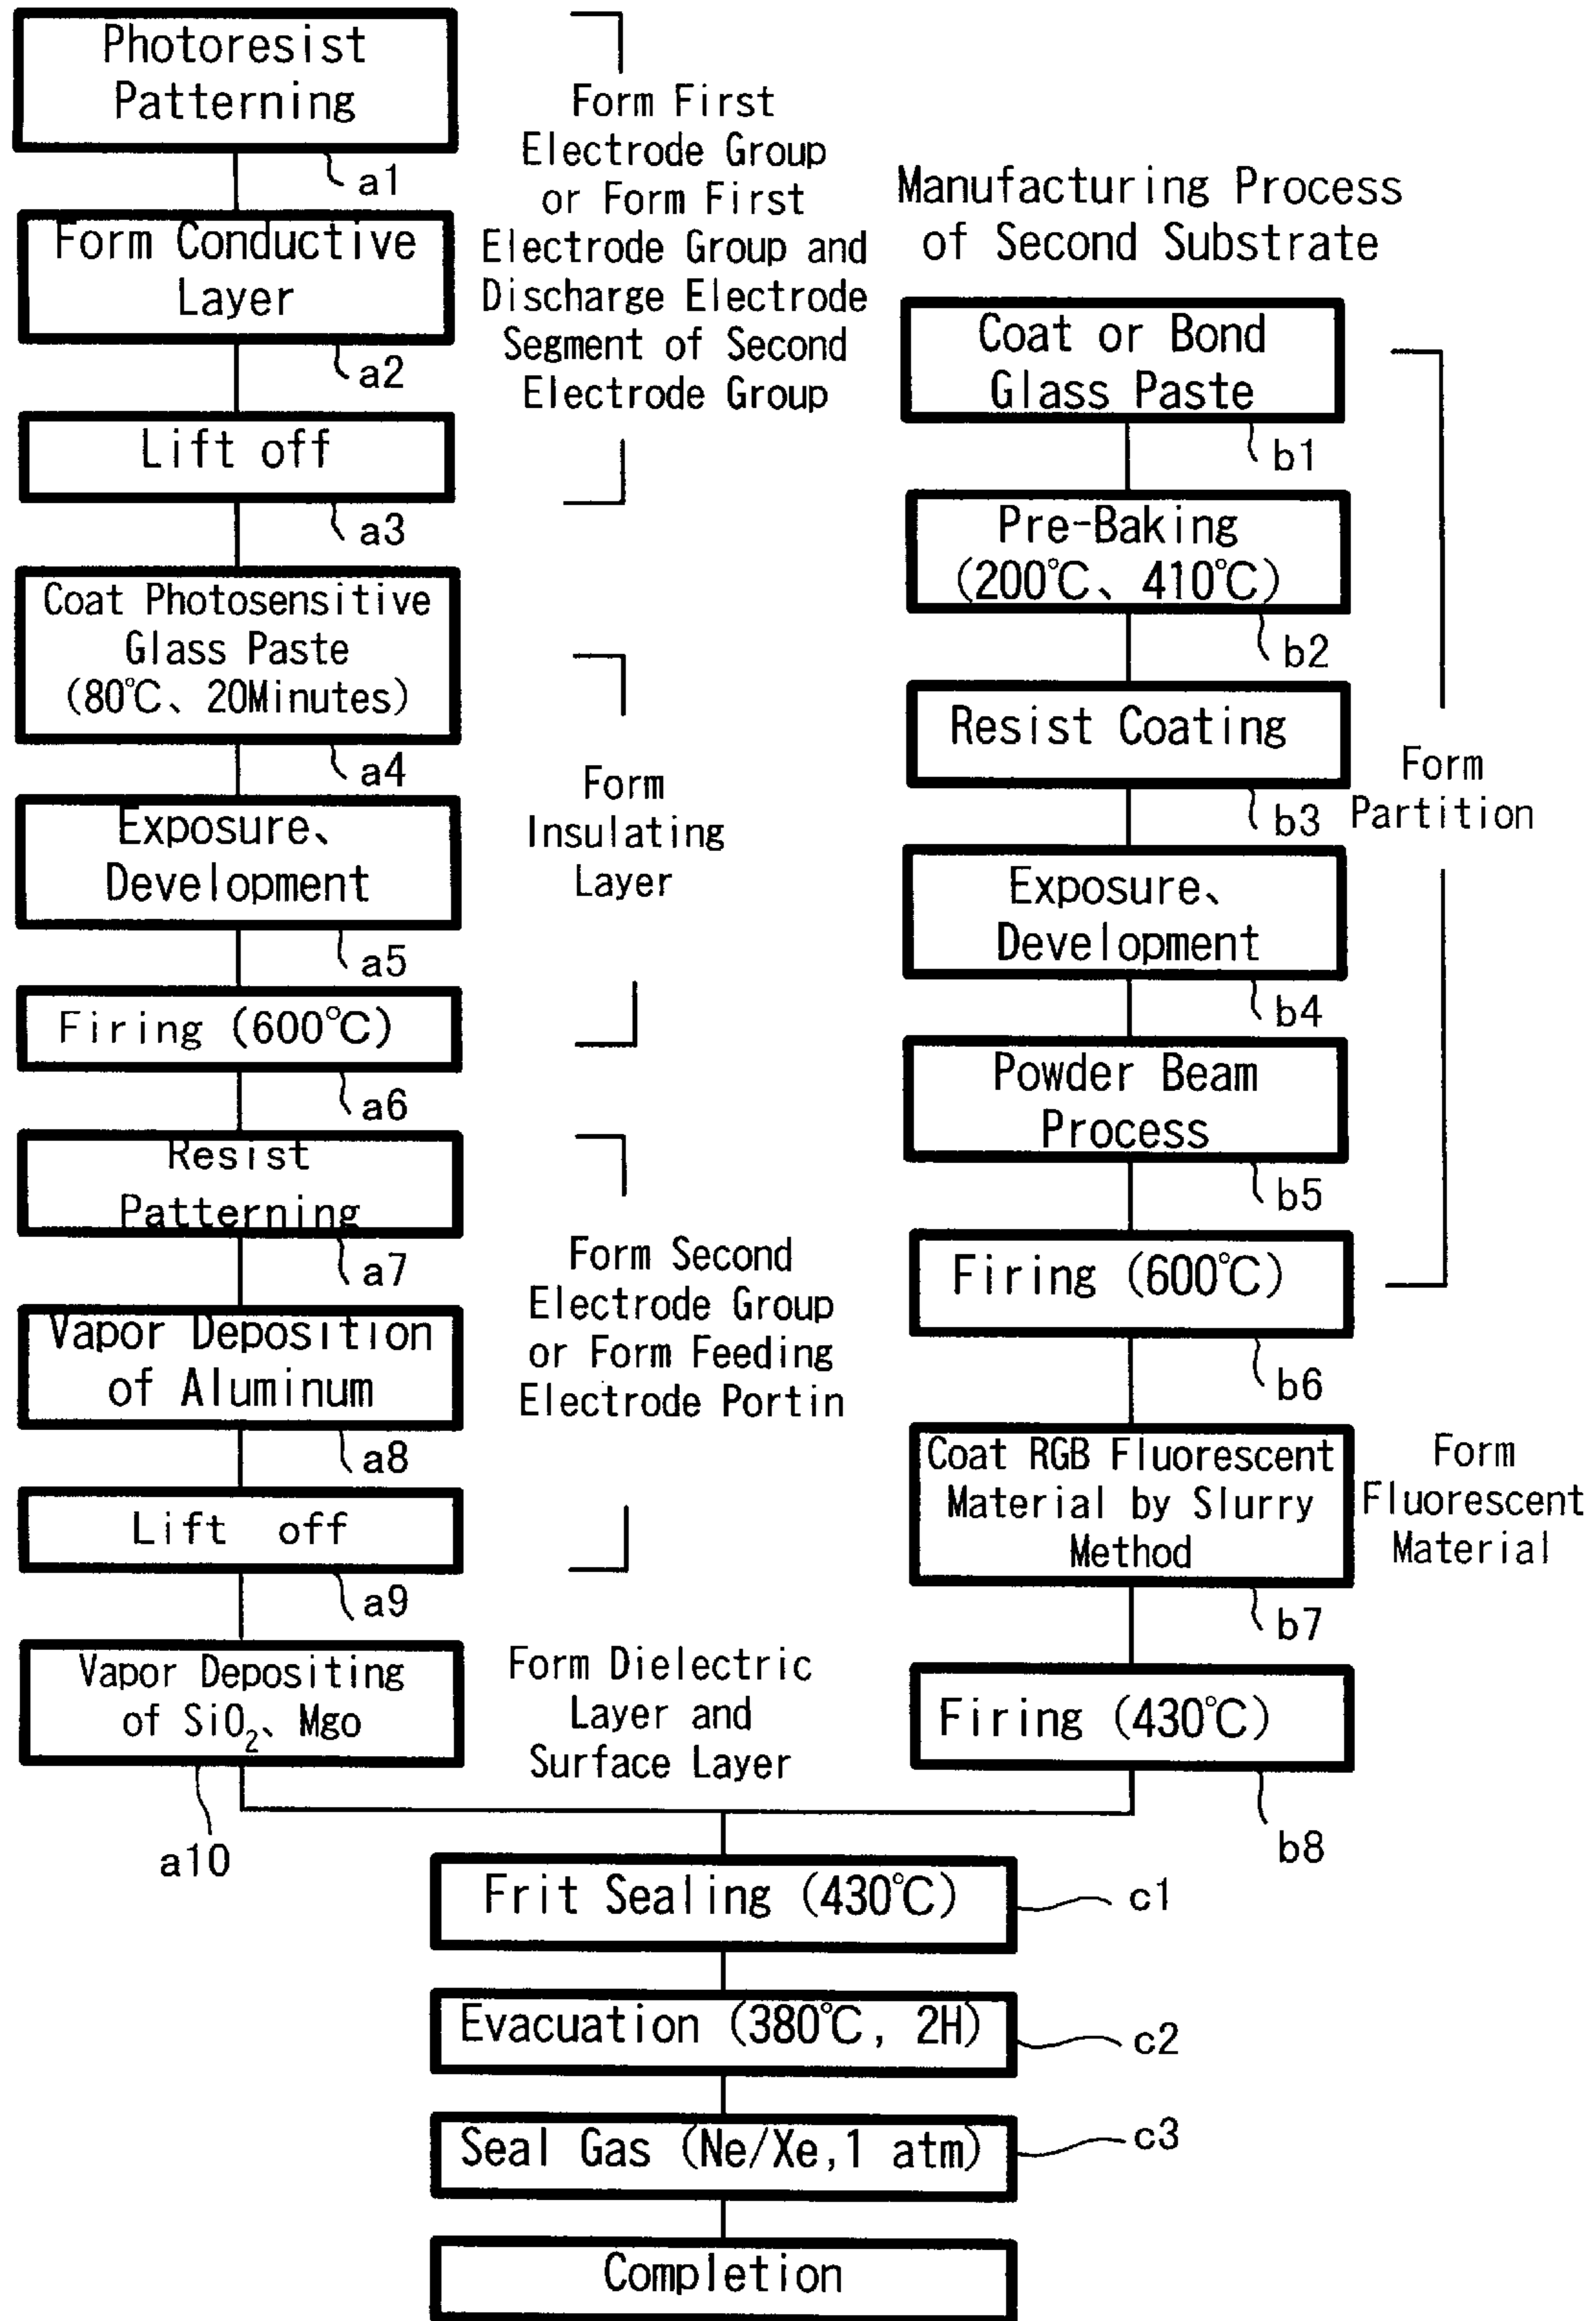 Photoresist
Patterning
a1
Form Conductive
Layer
a2
Lift off
a3
Form First
Electrode Group
or Form First
Electrode Group and
Discharge Electrode
Segment of Second
Electrode Group
Coat Photosensitive
Glass Paste
(80℃、20Minutes)
a4
Exposure、
Development
a5
Firing (600℃)
a6
Form
Insulating
Layer
Resist
Patterning
a7
Vapor Deposition
of Aluminum
a8
Lift off
a9
Form Second
Electrode Group
or Form Feeding
Electrode Portin
Vapor Depositing
of SiO₂、Mgo
a10
Form Dielectric
Layer and
Surface Layer
Manufacturing Process
of Second Substrate
Coat or Bond
Glass Paste
b1
Pre-Baking
(200℃、410℃)
b2
Resist Coating
b3
Exposure、
Development
b4
Powder Beam
Process
b5
Firing (600℃)
b6
Form
Partition
Coat RGB Fluorescent
Material by Slurry
Method
b7
Form
Fluorescent
Material
Firing (430℃)
b8
Frit Sealing (430℃)
c1
Evacuation (380℃, 2H)
c2
Seal Gas (Ne/Xe,1 atm)
c3
Completion